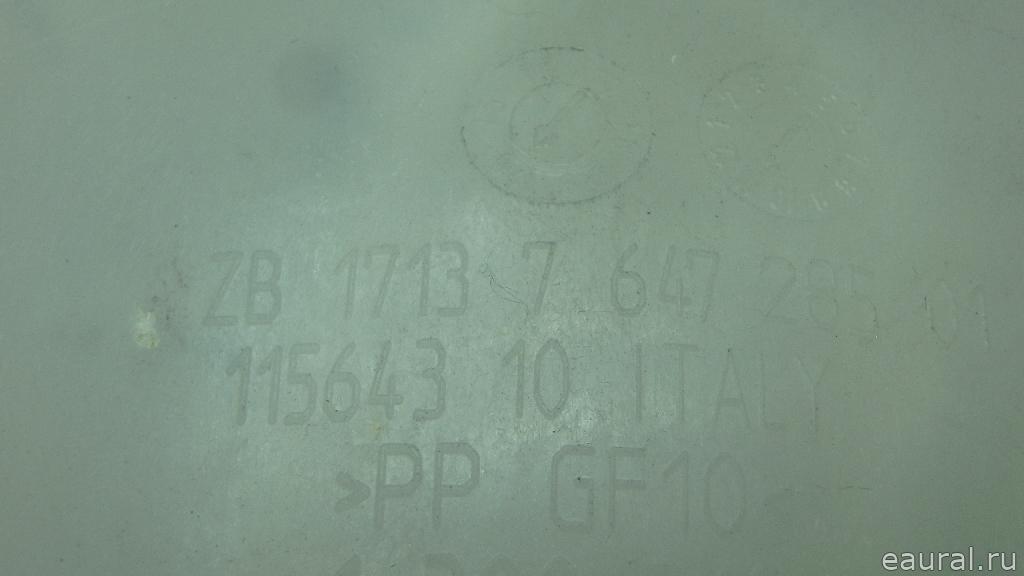 ZB 1713 7 647 285 01
115643 10 ITALY
>PP GF10<
eaural.ru